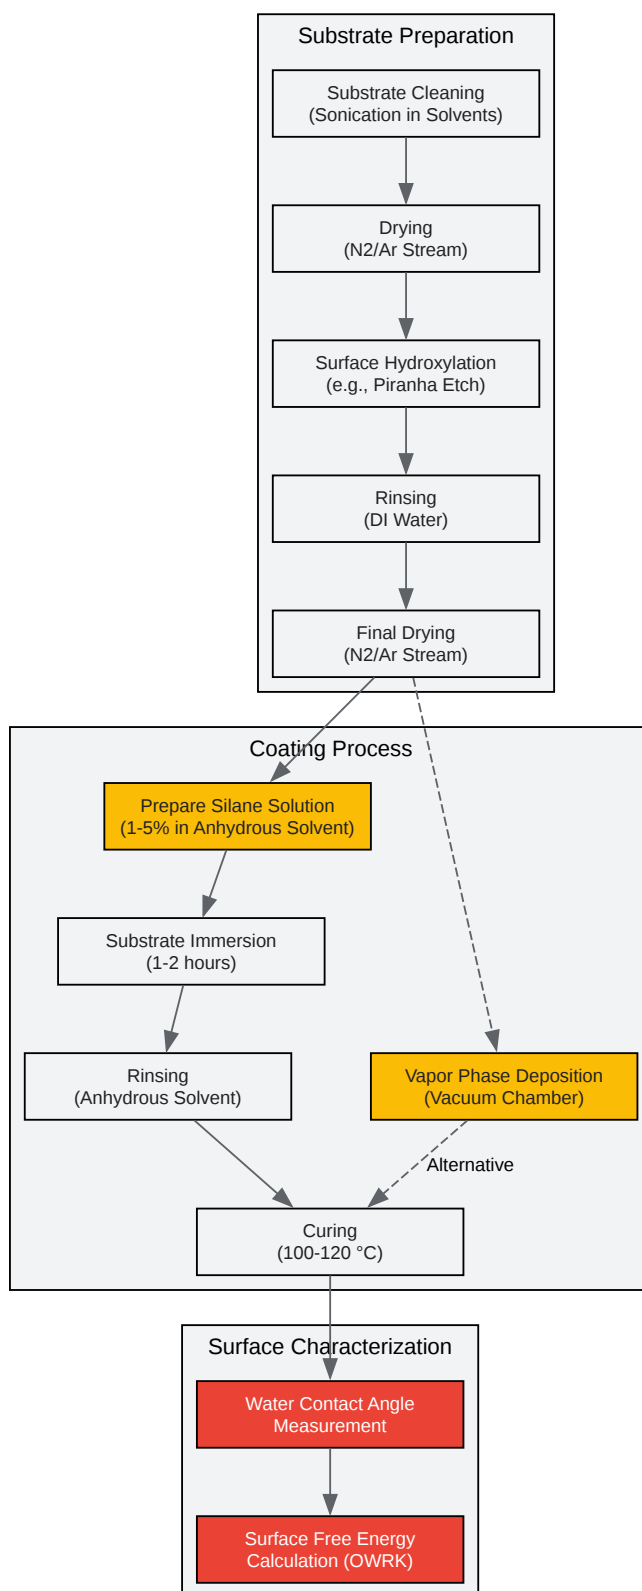 Substrate Preparation
Substrate Cleaning
(Sonication in Solvents)
Drying
(N2/Ar Stream)
Surface Hydroxylation
(e.g., Piranha Etch)
Rinsing
(DI Water)
Final Drying
(N2/Ar Stream)
Coating Process
Prepare Silane Solution
(1-5% in Anhydrous Solvent)
Substrate Immersion
(1-2 hours)
Rinsing
(Anhydrous Solvent)
Vapor Phase Deposition
(Vacuum Chamber)
Alternative
Curing
(100-120 °C)
Surface Characterization
Water Contact Angle
Measurement
Surface Free Energy
Calculation (OWRK)